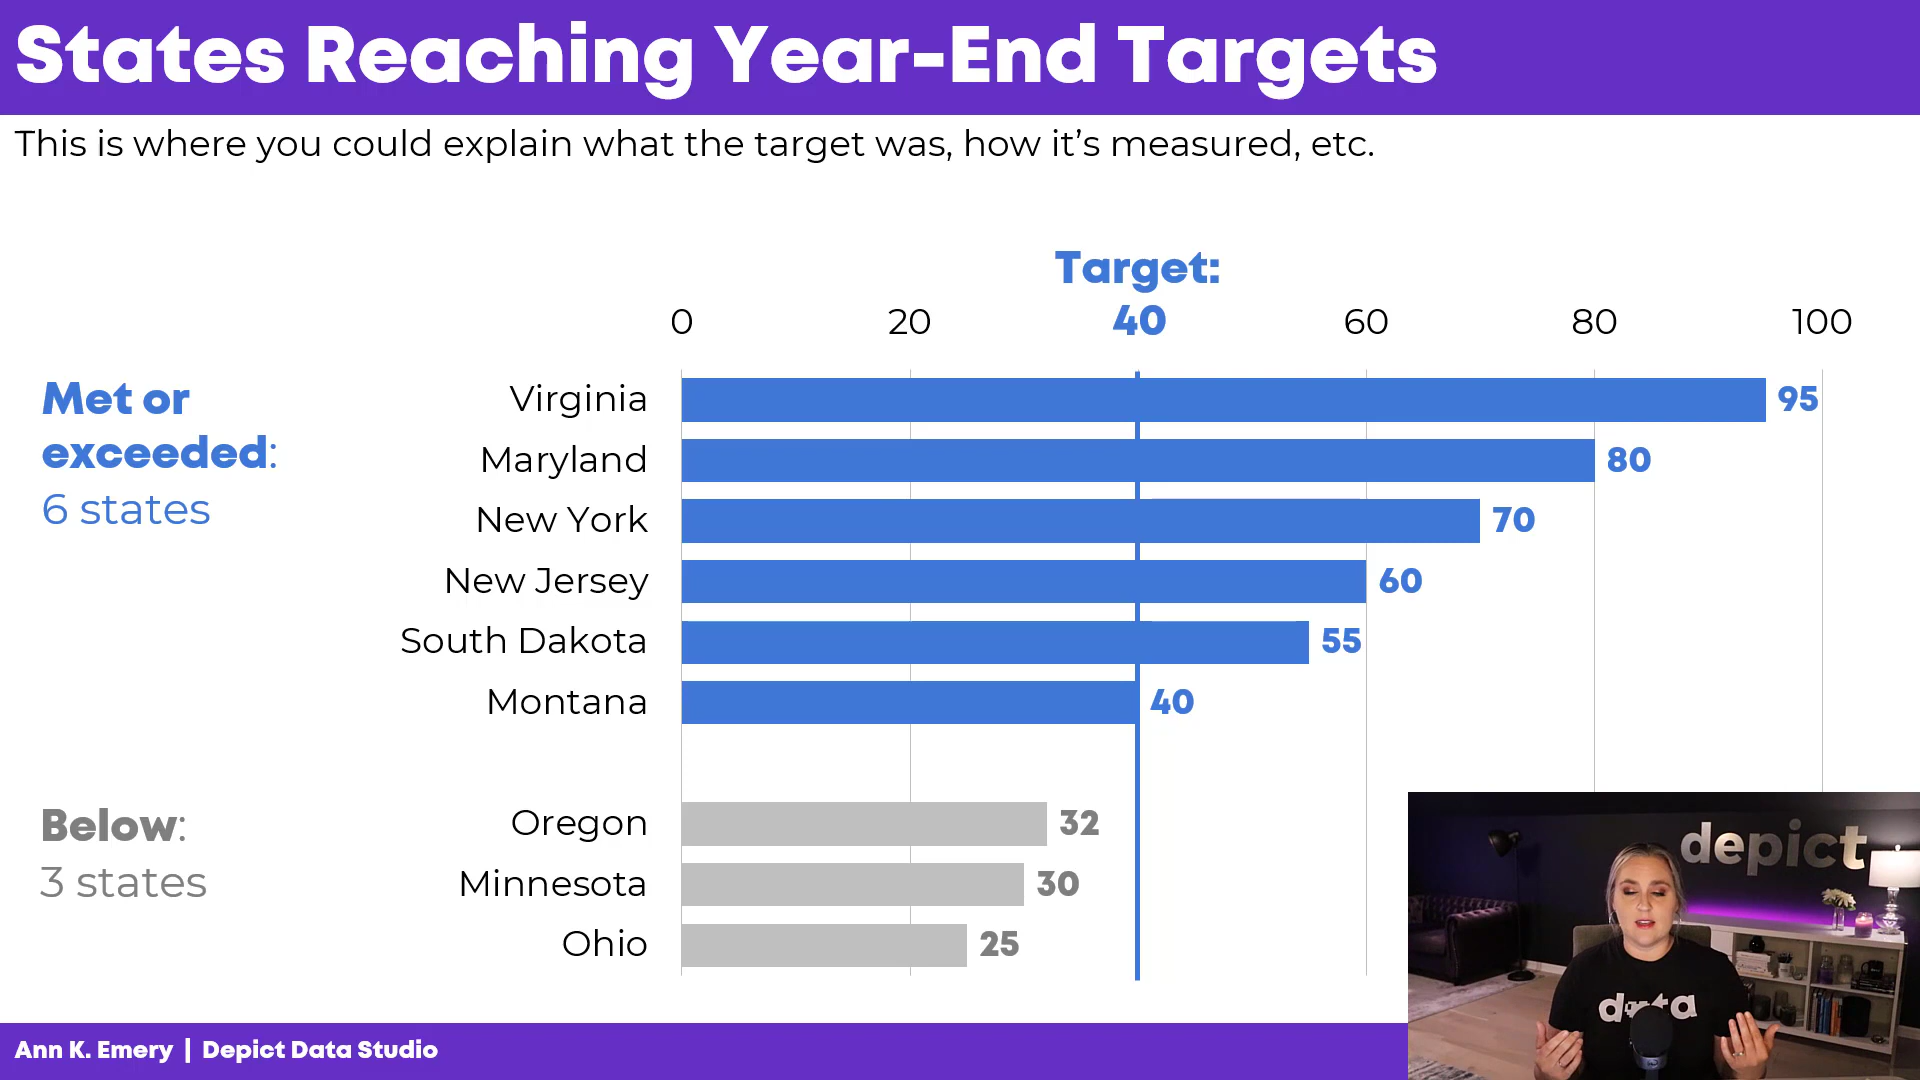 States Reaching Year-End Targets
This is where you could explain what the target was, how it’s measured, etc.
Target:
0 20 40 60 80 100
Met or
exceeded:
6 states
Virginia 95
Maryland 80
New York 70
New Jersey 60
South Dakota 55
Montana 40
Below:
3 states
Oregon 32
Minnesota 30
Ohio 25
depict
data
Ann K. Emery | Depict Data Studio